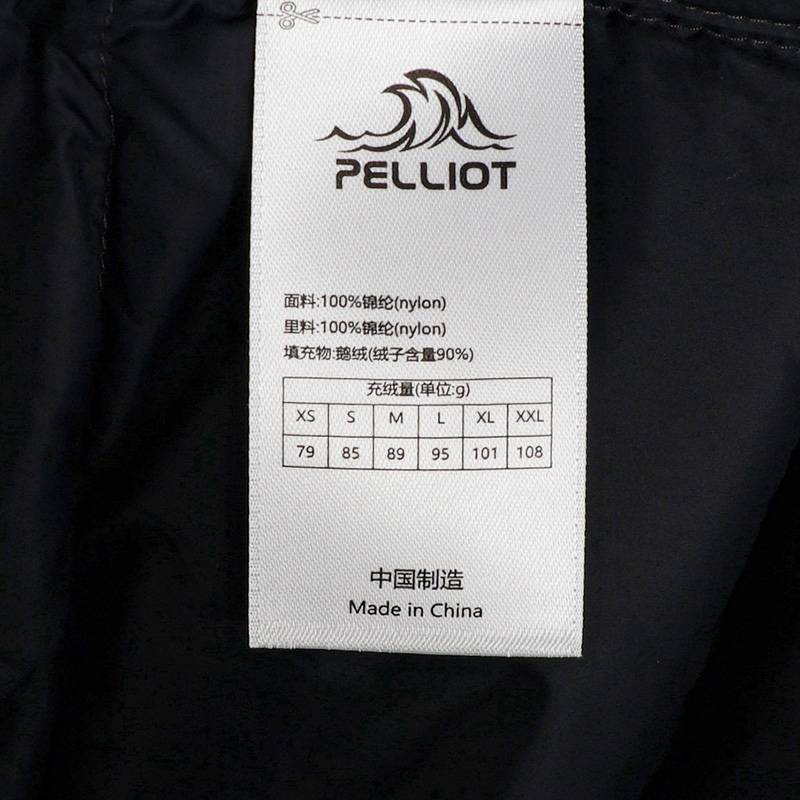 PELLIOT
面料:100%锦纶(nylon)
里料:100%锦纶(nylon)
填充物:鹅绒(绒子含量90%)
充绒量(单位:g)
XS S M L XL XXL
79 85 89 95 101 108
中国制造
Made in China